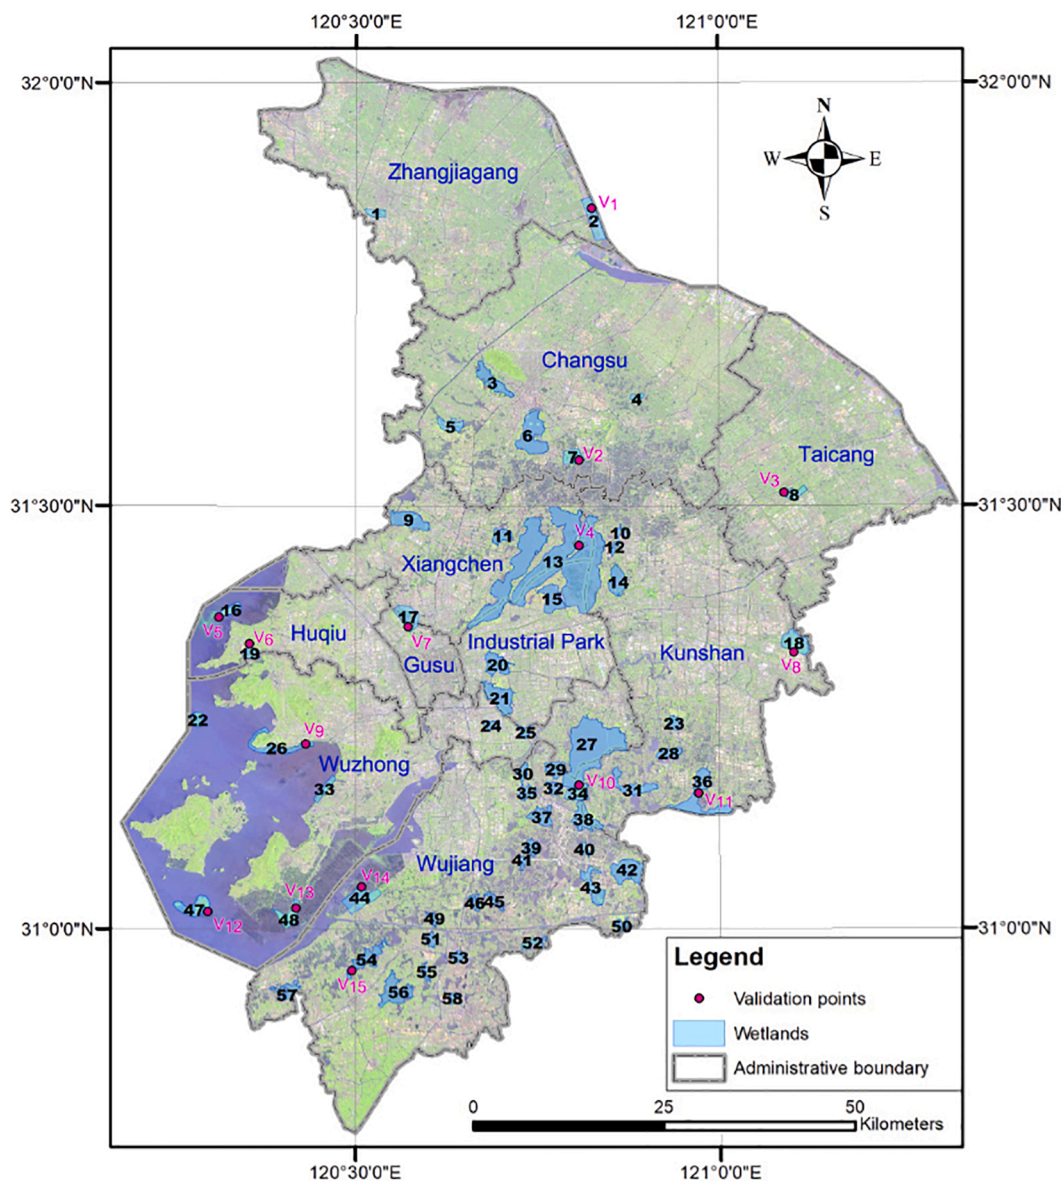 120°30'0"E 121°0'0"E
32°0'0"N 32°0'0"N
N
W E
S
Zhangjiagang
V1
1 2
Changsu
3
4
5 6
7 V2
Taicang
V3
8
31°30'0"N 31°30'0"N
9
11 V4 10
12
Xiangchen 13
14
15
16
V5 V6 Huqiu 17
V7
19
Gusu
Industrial Park
Kunshan
18
V8
20
21
22
23
24 25
V9
26
27
28
Wuzhong
33
29
30
32 V10
35 34 31
36
V11
37 38
39 40
41
Wujiang
42
43
V14
44
V13
V12
47 48
46 45
49
50
51 52
53
54
V15
55
56
57
58
31°0'0"N 31°0'0"N
Legend
Validation points
Wetlands
Administrative boundary
0 25 50
Kilometers
120°30'0"E 121°0'0"E